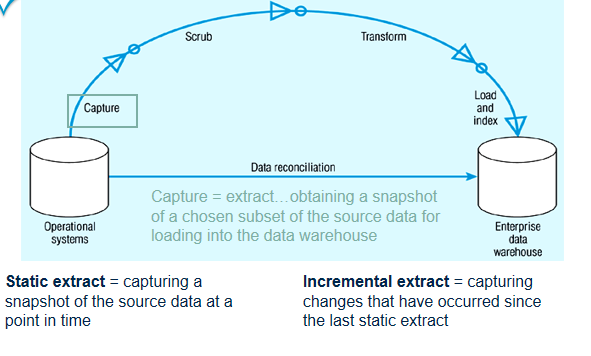 Scrub
Transform
Capture
Load
and
index
Data reconciliation
Capture = extract…obtaining a snapshot
of a chosen subset of the source data for
loading into the data warehouse
Operational
systems
Enterprise
data
warehouse
Static extract = capturing a
snapshot of the source data at a
point in time
Incremental extract = capturing
changes that have occurred since
the last static extract